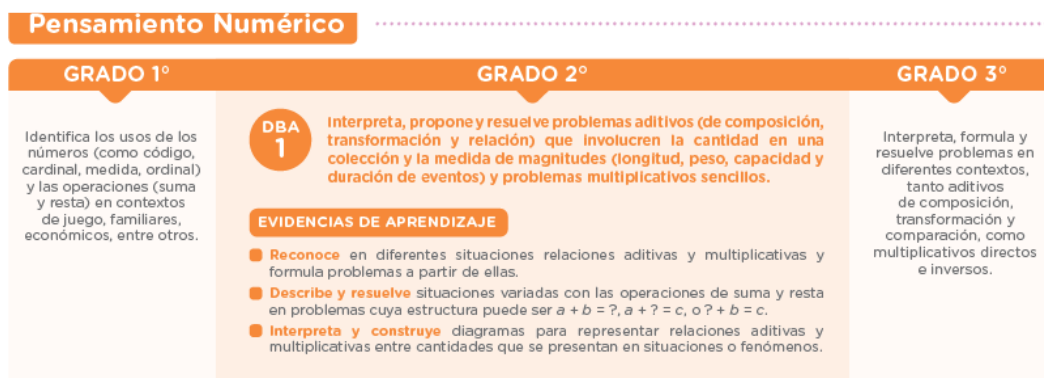 Pensamiento Numérico
GRADO 1°
Identifica los usos de los
números (como código,
cardinal, medida, ordinal)
y las operaciones (suma
y resta) en contextos
de juego, familiares,
económicos, entre otros.
GRADO 2°
DBA
1
Interpreta, propone y resuelve problemas aditivos (de composición,
transformación y relación) que involucren la cantidad en una
colección y la medida de magnitudes (longitud, peso, capacidad y
duración de eventos) y problemas multiplicativos sencillos.
EVIDENCIAS DE APRENDIZAJE
Reconoce en diferentes situaciones relaciones aditivas y multiplicativas y
formula problemas a partir de ellas.
Describe y resuelve situaciones variadas con las operaciones de suma y resta
en problemas cuya estructura puede ser a + b = ?, a + ? = c, o ? + b = c.
Interpreta y construye diagramas para representar relaciones aditivas y
multiplicativas entre cantidades que se presentan en situaciones o fenómenos.
GRADO 3°
Interpreta, formula y
resuelve problemas en
diferentes contextos,
tanto aditivos
de composición,
transformación y
comparación, como
multiplicativos directos
e inversos.